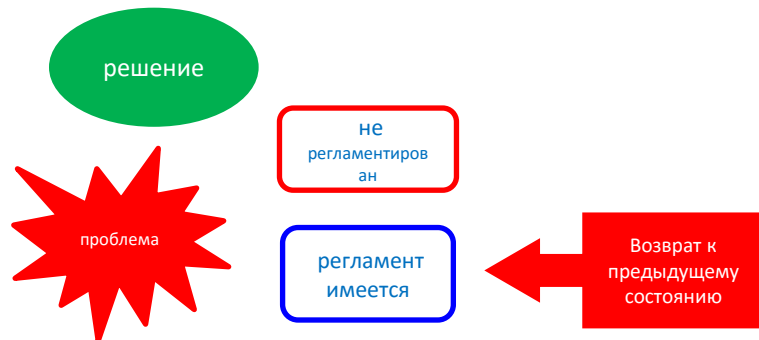 решение
не
регламентиров
ан
проблема
регламент
имеется
Возврат к
предыдущему
состоянию